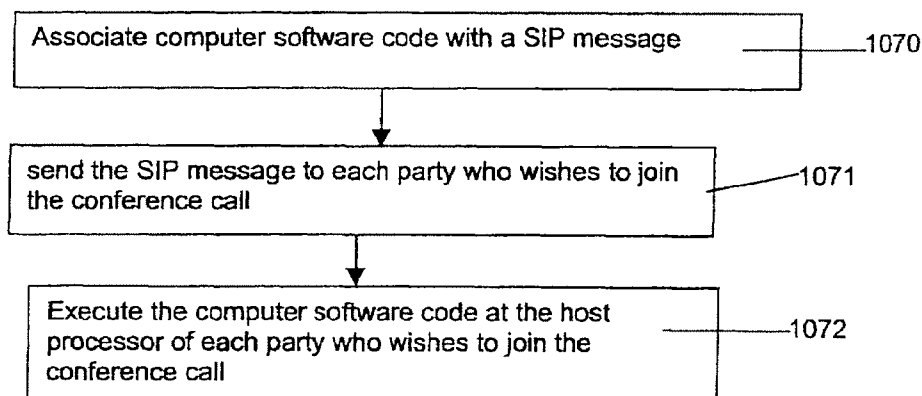 Associate computer software code with a SIP message
1070
send the SIP message to each party who wishes to join
the conference call
1071
Execute the computer software code at the host
processor of each party who wishes to join the
conference call
1072